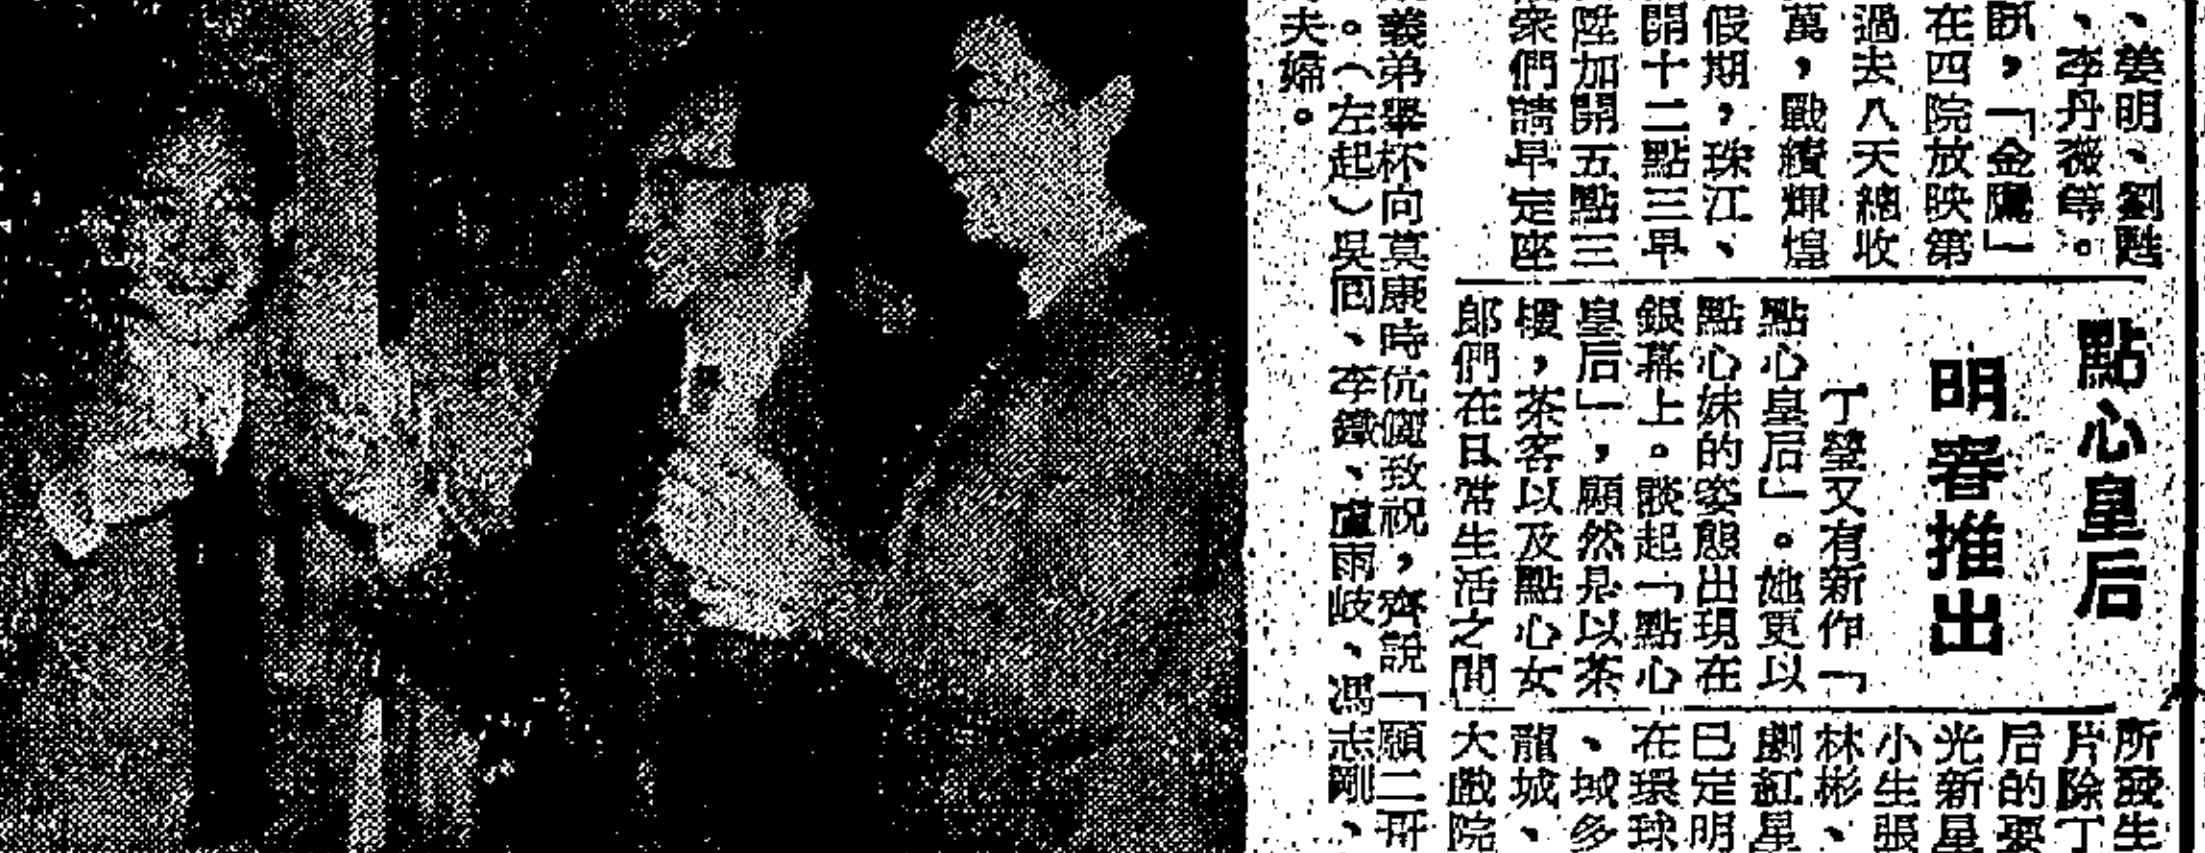 、姜明、劉甦
、李丹薇等。
訊，「金鷹」
在四院放映第
過去八天總收
萬，戰績輝煌
假期，珠江、
開十二點三早
陞加開五點三
衆們請早定座
點心皇后
明春推出
丁瑩又有新作「
點心皇后」。她更以
點心妹的姿態出現在
銀幕上。談起「點心
皇后」，顧然是以茶
樓，茶客以及點心女
郎們在日常生活之間
所發生
片除丁
后的要
光新星
小生張
林彬、
劇紅星
已定明
在環球
、域多
龍城、
大戲院
義弟舉杯向莫康時伉儷致祝，齊說「願二哥
。（左起）吳回、李鐵、盧雨岐、馮志剛、
夫婦。